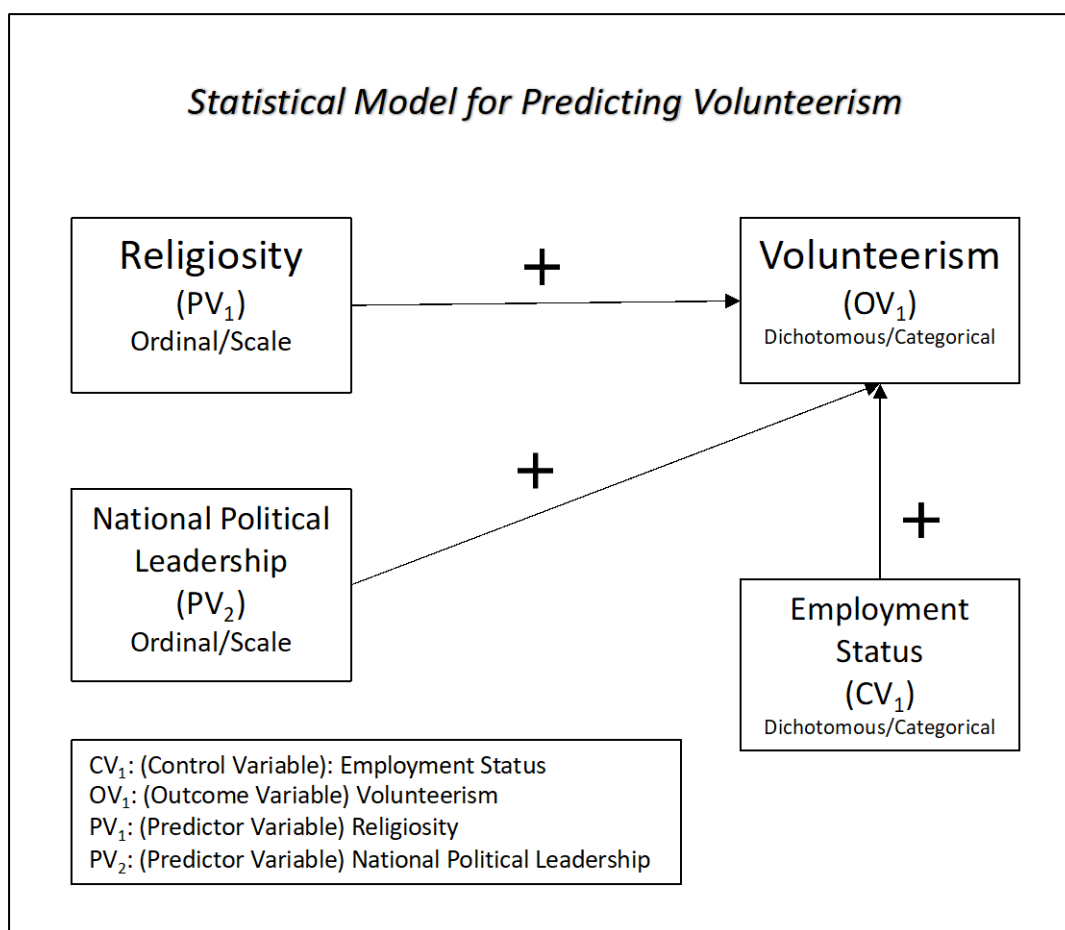 Statistical Model for Predicting Volunteerism
Religiosity
(PV₁)
Ordinal/Scale
+
Volunteerism
(OV₁)
Dichotomous/Categorical
National Political
Leadership
(PV₂)
Ordinal/Scale
+
+
Employment
Status
(CV₁)
Dichotomous/Categorical
CV₁: (Control Variable): Employment Status
OV₁: (Outcome Variable) Volunteerism
PV₁: (Predictor Variable) Religiosity
PV₂: (Predictor Variable) National Political Leadership